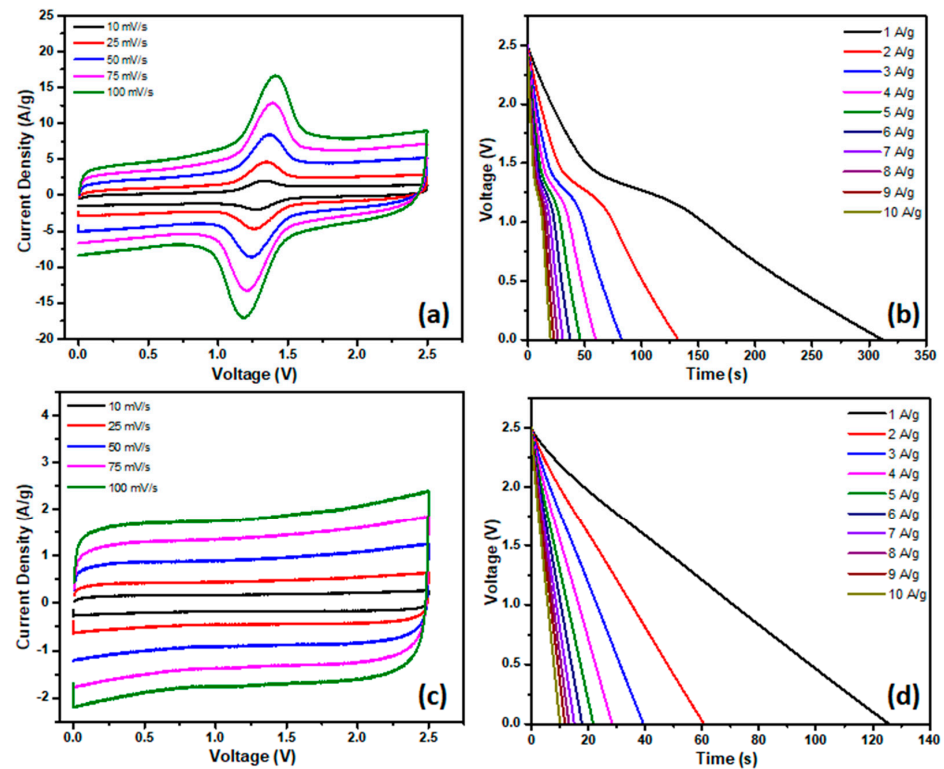 25
20
15
10
5
0
-5
-10
-15
-20
Current Density (A/g)
10 mV/s
25 mV/s
50 mV/s
75 mV/s
100 mV/s
(a)
0.0 0.5 1.0 1.5 2.0 2.5
Voltage (V)
2.5
2.0
1.5
1.0
0.5
0.0
Voltage (V)
1 A/g
2 A/g
3 A/g
4 A/g
5 A/g
6 A/g
7 A/g
8 A/g
9 A/g
10 A/g
(b)
0 50 100 150 200 250 300 350
Time (s)
4
3
2
1
0
-1
-2
Current Density (A/g)
10 mV/s
25 mV/s
50 mV/s
75 mV/s
100 mV/s
(c)
0.0 0.5 1.0 1.5 2.0 2.5
Voltage (V)
2.5
2.0
1.5
1.0
0.5
0.0
Voltage (V)
1 A/g
2 A/g
3 A/g
4 A/g
5 A/g
6 A/g
7 A/g
8 A/g
9 A/g
10 A/g
(d)
0 20 40 60 80 100 120 140
Time (s)